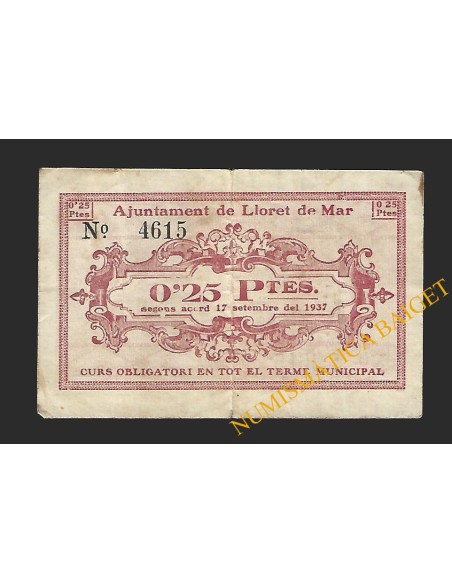 0'25
Ptes
Ajuntament de Lloret de Mar
0 25
Ptes
Nº 4615
0'25 PTES.
segons acord 17 setembre del 1937
CURS OBLIGATORI EN TOT EL TERME MUNICIPAL
NUMISMATICA BAIGET